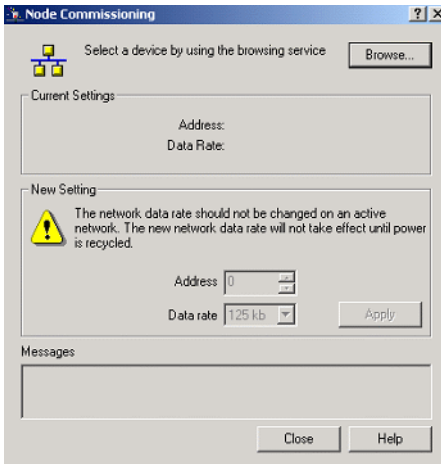 Node Commissioning
Select a device by using the browsing service
Browse...
Current Settings
Address:
Data Rate:
New Setting
The network data rate should not be changed on an active
network. The new network data rate will not take effect until power
is recycled.
Address 0
Data rate 125 kb
Apply
Messages
Close
Help